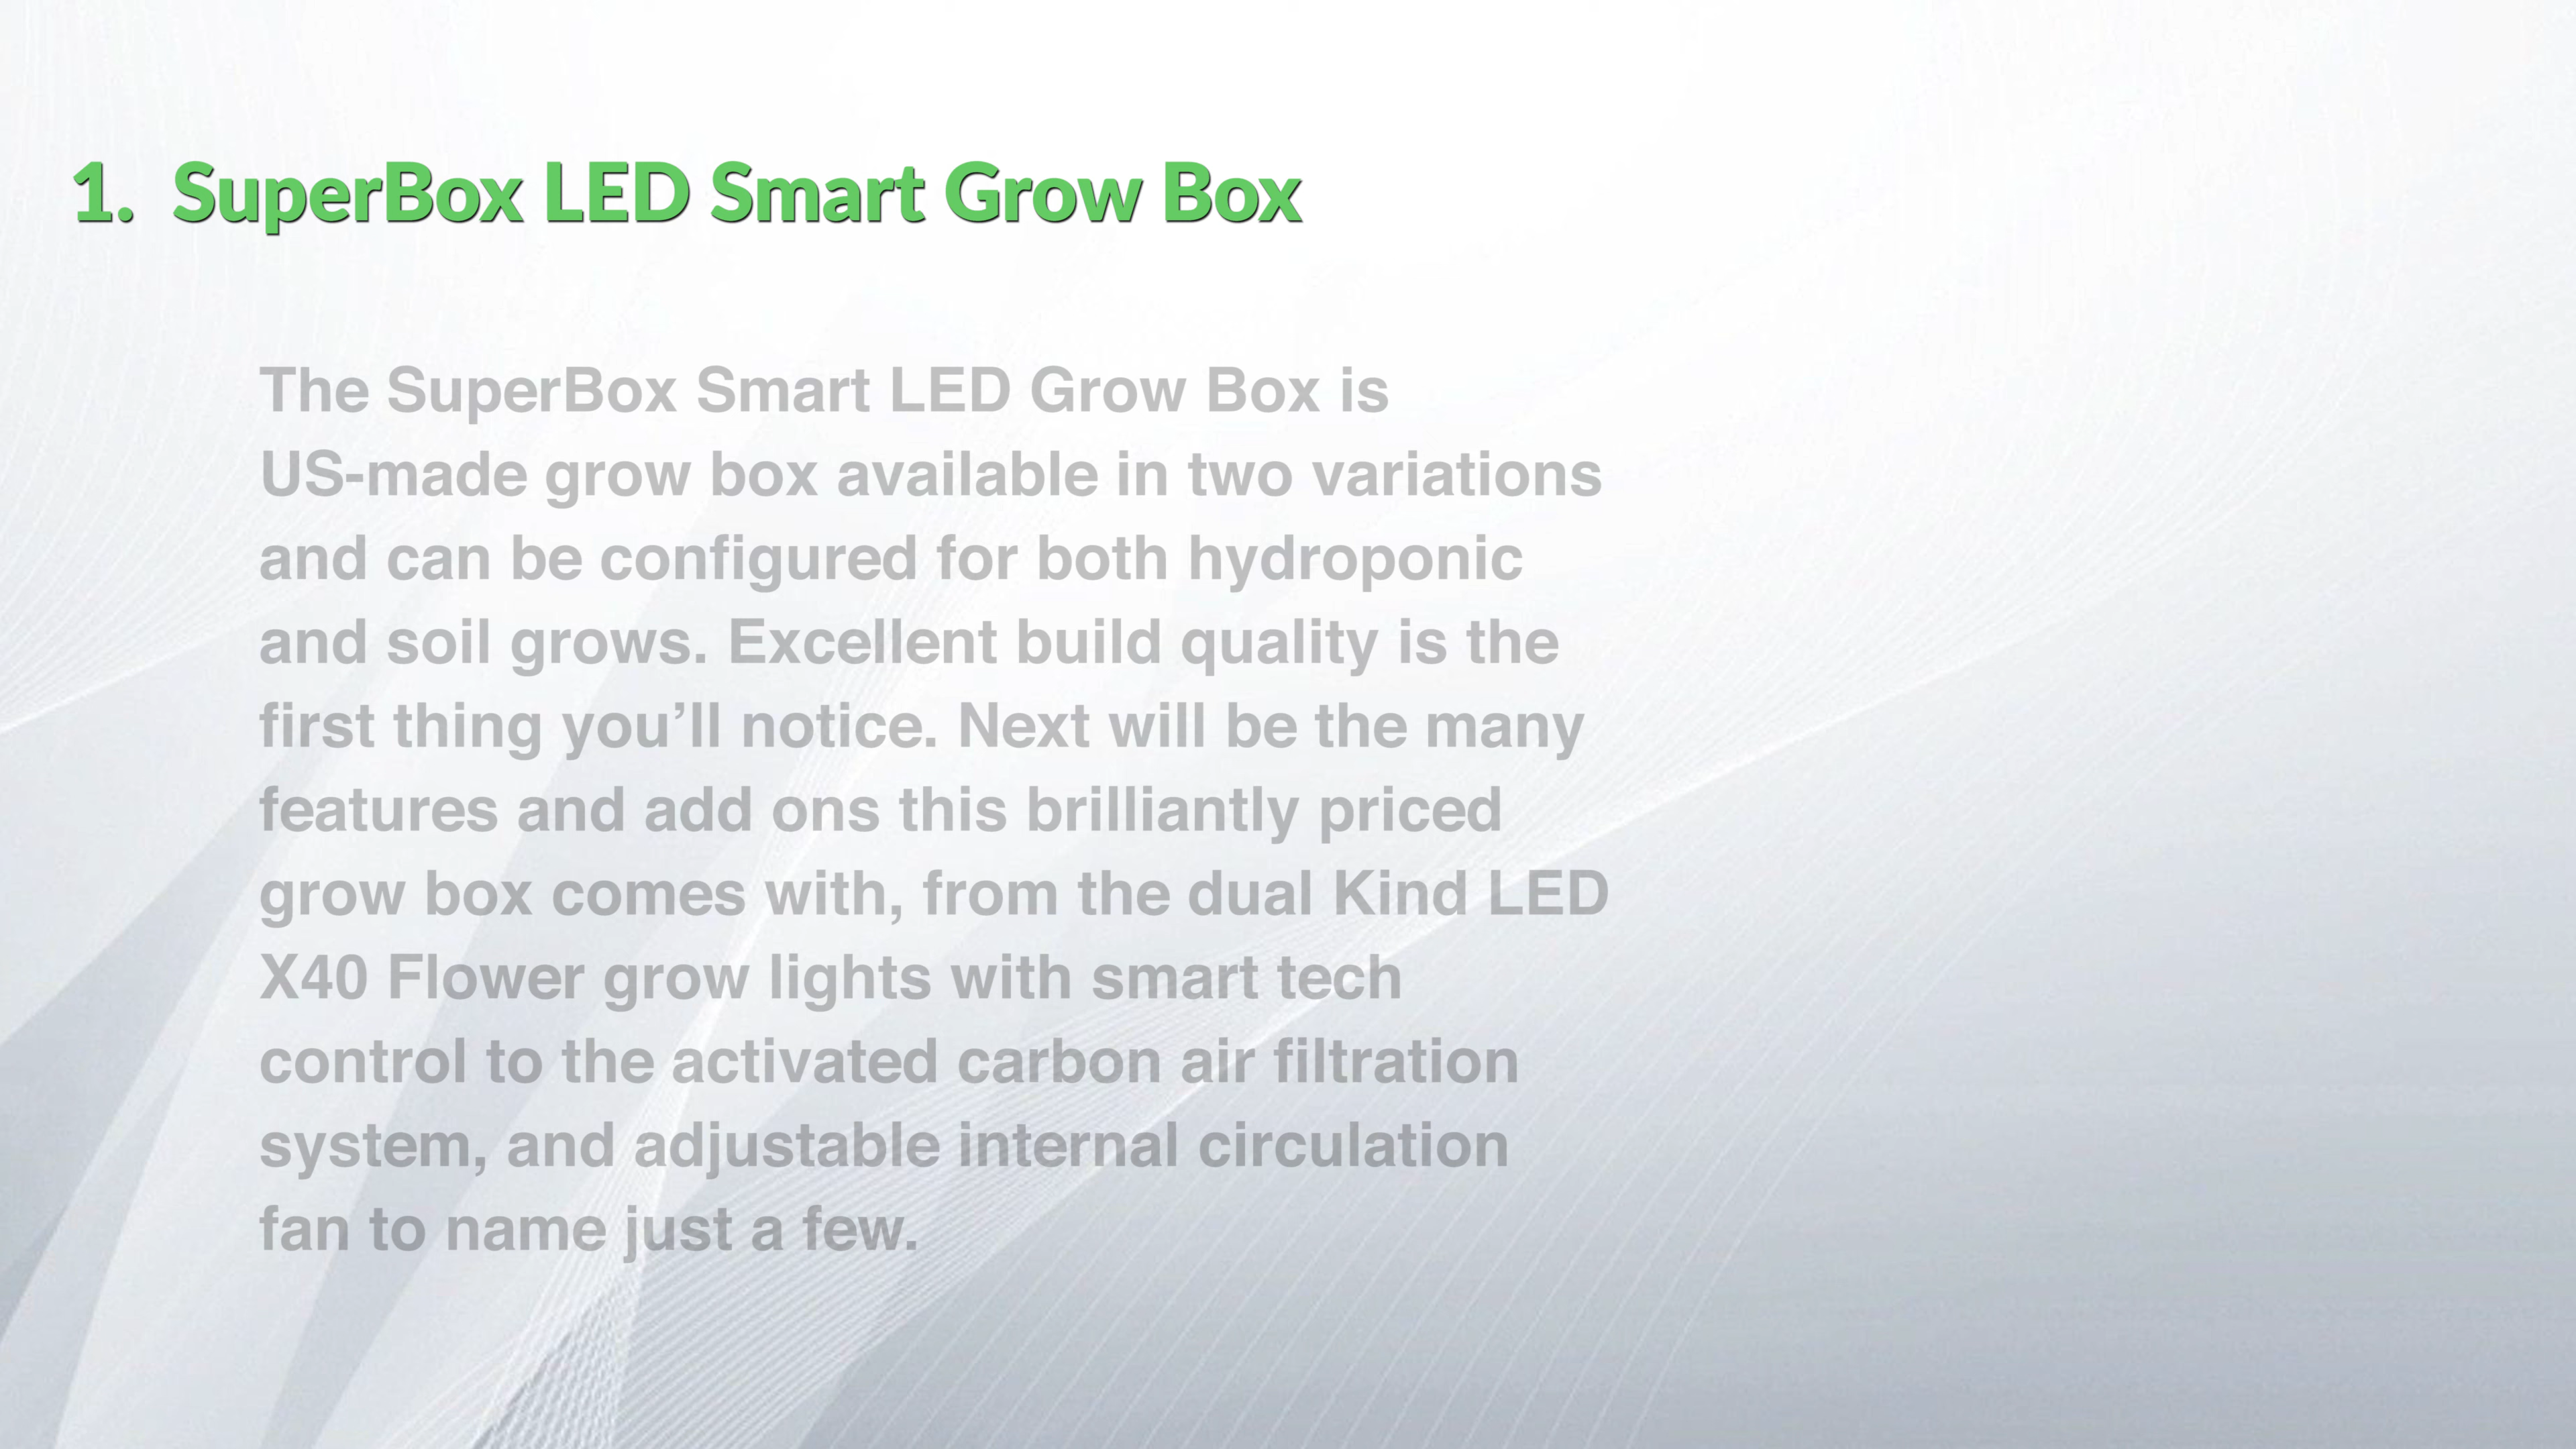 1. SuperBox LED Smart Grow Box
The SuperBox Smart LED Grow Box is
US-made grow box available in two variations
and can be configured for both hydroponic
and soil grows. Excellent build quality is the
first thing you’ll notice. Next will be the many
features and add ons this brilliantly priced
grow box comes with, from the dual Kind LED
X40 Flower grow lights with smart tech
control to the activated carbon air filtration
system, and adjustable internal circulation
fan to name just a few.